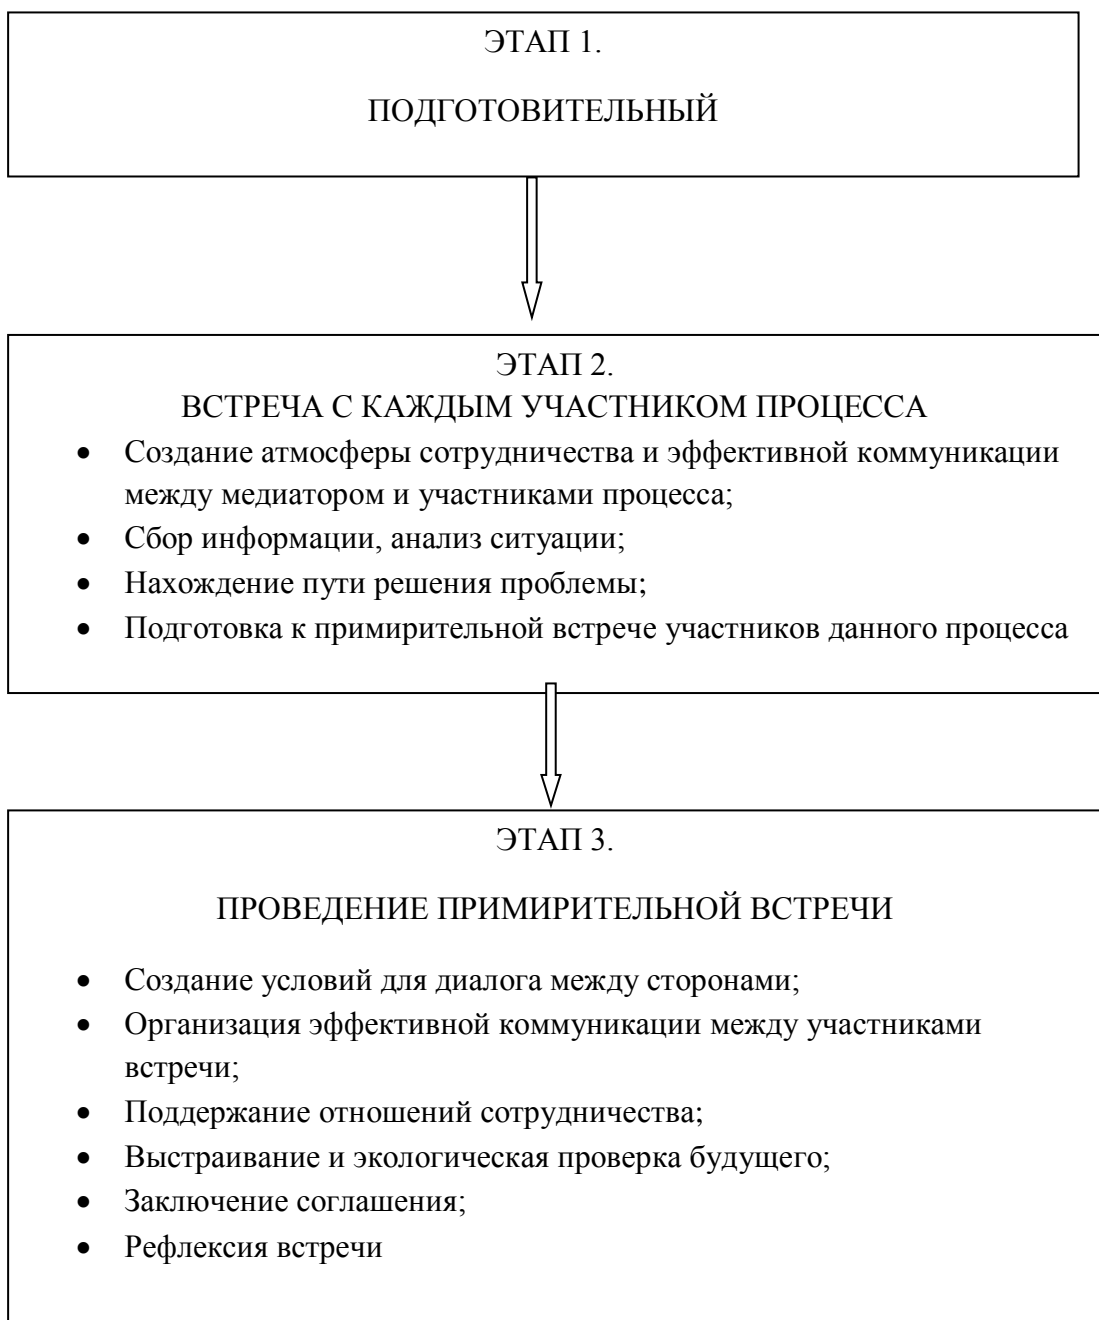 ЭТАП 1.
ПОДГОТОВИТЕЛЬНЫЙ
ЭТАП 2.
ВСТРЕЧА С КАЖДЫМ УЧАСТНИКОМ ПРОЦЕССА
• Создание атмосферы сотрудничества и эффективной коммуникации
между медиатором и участниками процесса;
• Сбор информации, анализ ситуации;
• Нахождение пути решения проблемы;
• Подготовка к примирительной встрече участников данного процесса
ЭТАП 3.
ПРОВЕДЕНИЕ ПРИМИРИТЕЛЬНОЙ ВСТРЕЧИ
• Создание условий для диалога между сторонами;
• Организация эффективной коммуникации между участниками
встречи;
• Поддержание отношений сотрудничества;
• Выстраивание и экологическая проверка будущего;
• Заключение соглашения;
• Рефлексия встречи